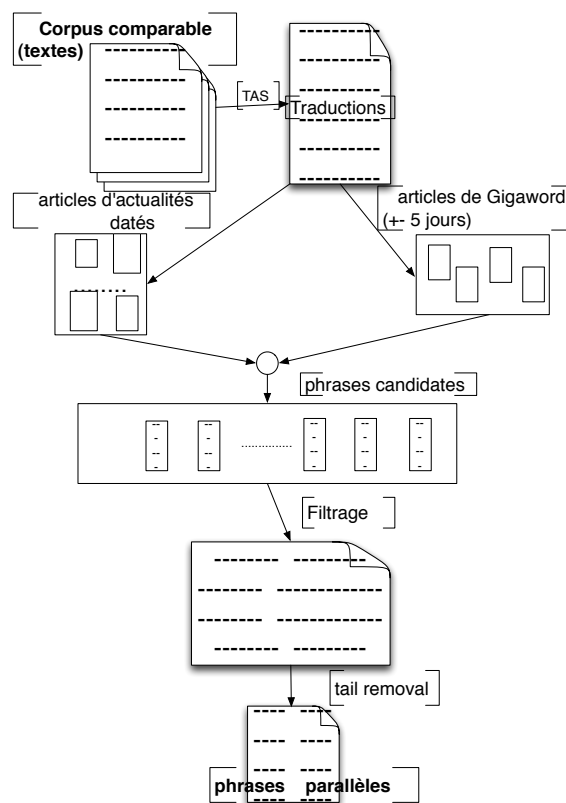 Corpus comparable
(textes)
TAS
Traductions
articles d'actualités
datés
articles de Gigaword
(+- 5 jours)
phrases candidates
Filtrage
tail removal
phrases parallèles